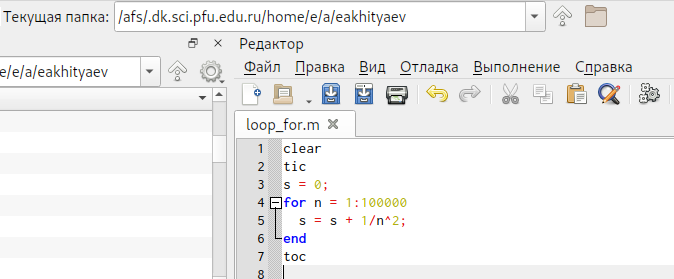 Текущая папка: /afs/.dk.sci.pfu.edu.ru/home/e/a/eakhityaev
Редактор
e/e/a/eakhityaev
Файл Правка Вид Отладка Выполнение Справка
loop_for.m
1 clear
2 tic
3 s = 0;
4 for n = 1:100000
5 s = s + 1/n^2;
6 end
7 toc
8